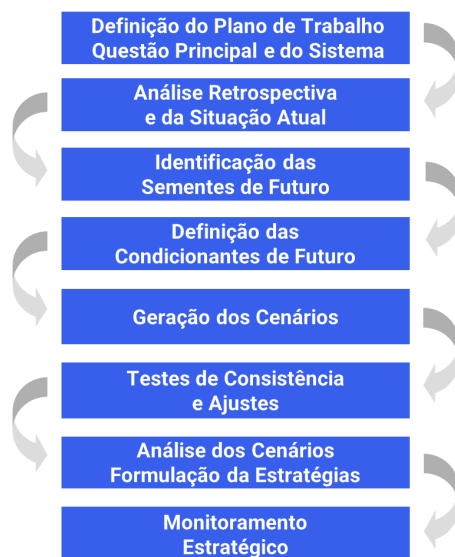 Definição do Plano de Trabalho
Questão Principal e do Sistema
Análise Retrospectiva
e da Situação Atual
Identificação das
Sementes de Futuro
Definição das
Condicionantes de Futuro
Geração dos Cenários
Testes de Consistência
e Ajustes
Análise dos Cenários
Formulação da Estratégias
Monitoramento
Estratégico